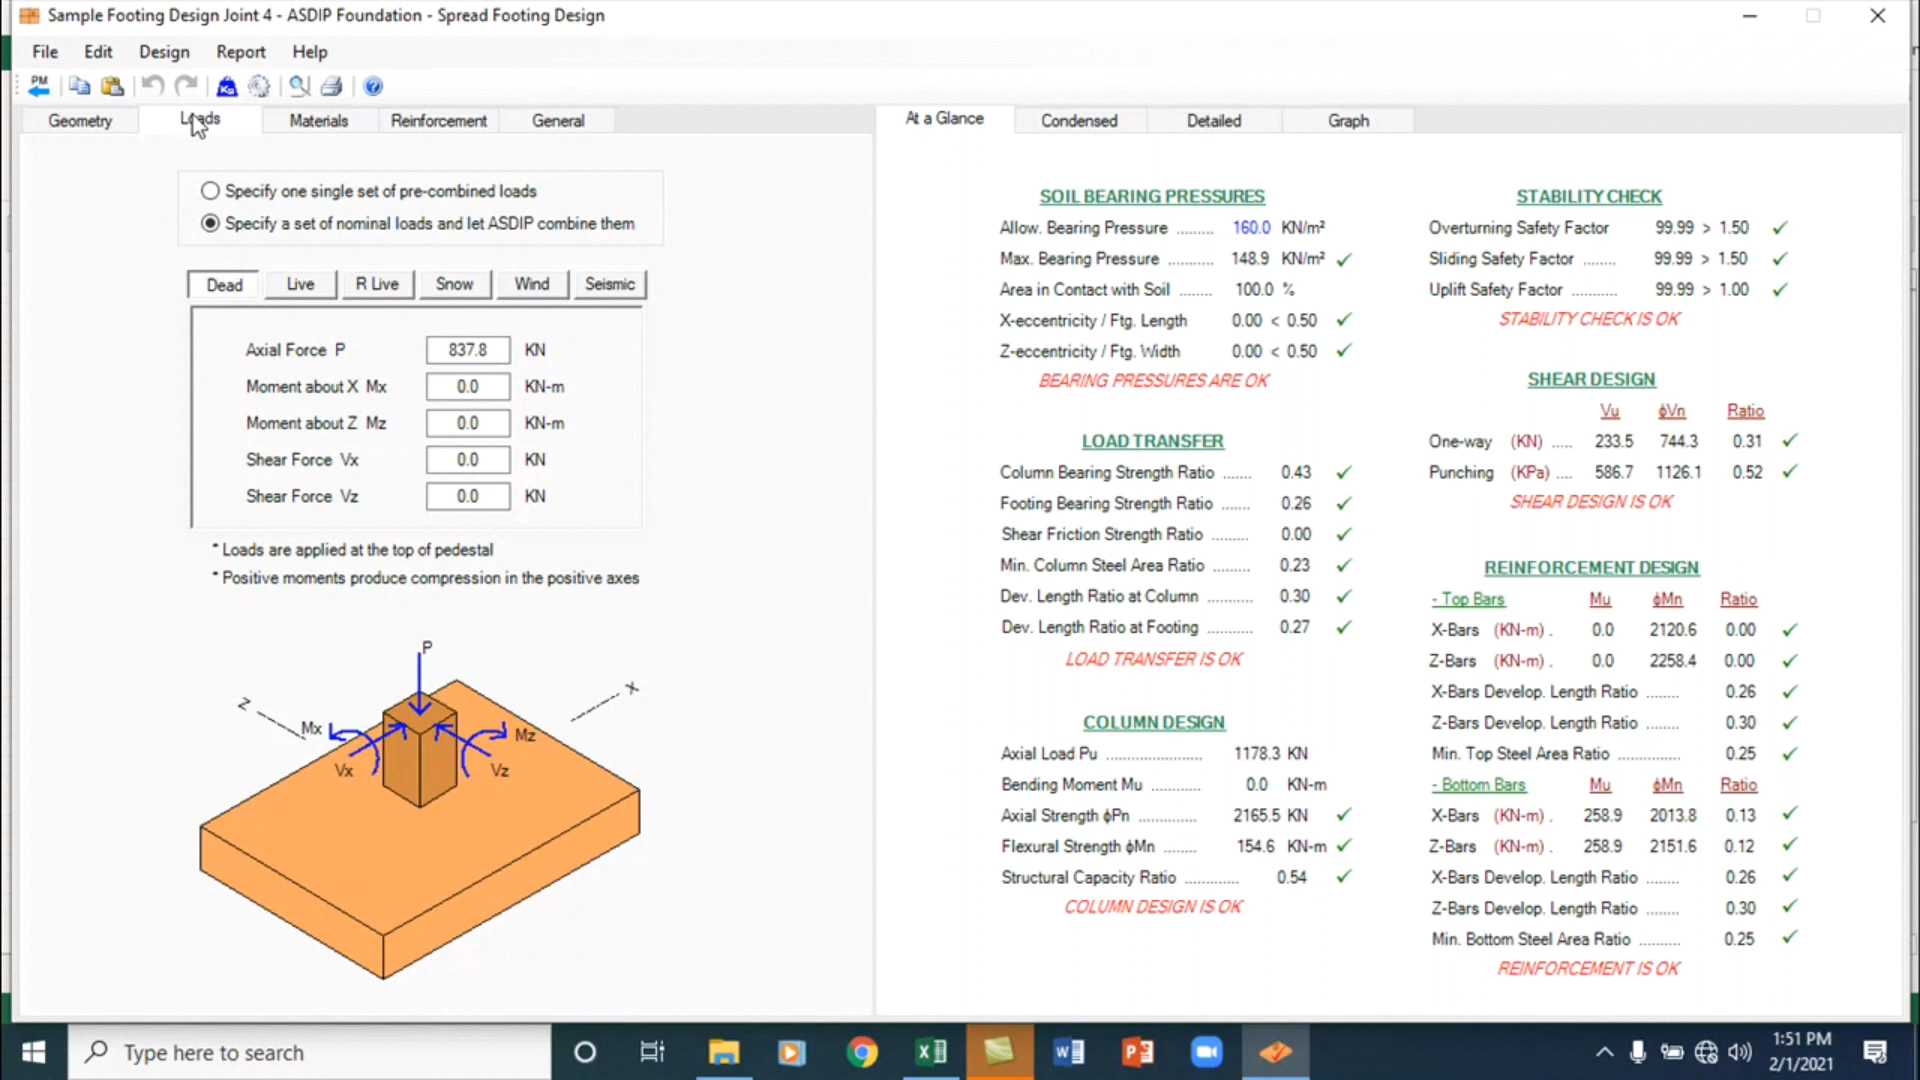 Sample Footing Design Joint 4 - ASDIP Foundation - Spread Footing Design
File Edit Design Report Help
PM
Geometry Loads Materials Reinforcement General
Specify one single set of pre-combined loads
Specify a set of nominal loads and let ASDIP combine them
Dead Live R Live Snow Wind Seismic
Axial Force P 837.8 KN
Moment about X Mx 0.0 KN-m
Moment about Z Mz 0.0 KN-m
Shear Force Vx 0.0 KN
Shear Force Vz 0.0 KN
* Loads are applied at the top of pedestal
* Positive moments produce compression in the positive axes
P
Z X
Mx Mz
Vx Vz
At a Glance Condensed Detailed Graph
SOIL BEARING PRESSURES
Allow. Bearing Pressure ........ 160.0 KN/m²
Max. Bearing Pressure ........... 148.9 KN/m² ✓
Area in Contact with Soil ....... 100.0 %
X-eccentricity / Ftg. Length 0.00 < 0.50 ✓
Z-eccentricity / Ftg. Width 0.00 < 0.50 ✓
BEARING PRESSURES ARE OK
LOAD TRANSFER
Column Bearing Strength Ratio ...... 0.43 ✓
Footing Bearing Strength Ratio ...... 0.26 ✓
Shear Friction Strength Ratio ........ 0.00 ✓
Min. Column Steel Area Ratio ........ 0.23 ✓
Dev. Length Ratio at Column .......... 0.30 ✓
Dev. Length Ratio at Footing .......... 0.27 ✓
LOAD TRANSFER IS OK
COLUMN DESIGN
Axial Load Pu ....................... 1178.3 KN
Bending Moment Mu ........... 0.0 KN-m
Axial Strength ϕPn .............. 2165.5 KN ✓
Flexural Strength ϕMn ........ 154.6 KN-m ✓
Structural Capacity Ratio ............. 0.54 ✓
COLUMN DESIGN IS OK
STABILITY CHECK
Overturning Safety Factor 99.99 > 1.50 ✓
Sliding Safety Factor ........ 99.99 > 1.50 ✓
Uplift Safety Factor ........... 99.99 > 1.00 ✓
STABILITY CHECK IS OK
SHEAR DESIGN
Vu ϕVn Ratio
One-way (KN) ..... 233.5 744.3 0.31 ✓
Punching (KPa) .... 586.7 1126.1 0.52 ✓
SHEAR DESIGN IS OK
REINFORCEMENT DESIGN
- Top Bars Mu ϕMn Ratio
X-Bars (KN-m) . 0.0 2120.6 0.00 ✓
Z-Bars (KN-m) . 0.0 2258.4 0.00 ✓
X-Bars Develop. Length Ratio ........ 0.26 ✓
Z-Bars Develop. Length Ratio ........ 0.30 ✓
Min. Top Steel Area Ratio ............... 0.25 ✓
- Bottom Bars Mu ϕMn Ratio
X-Bars (KN-m) . 258.9 2013.8 0.13 ✓
Z-Bars (KN-m) . 258.9 2151.6 0.12 ✓
X-Bars Develop. Length Ratio ........ 0.26 ✓
Z-Bars Develop. Length Ratio ........ 0.30 ✓
Min. Bottom Steel Area Ratio .......... 0.25 ✓
REINFORCEMENT IS OK
Type here to search
1:51 PM
2/1/2021